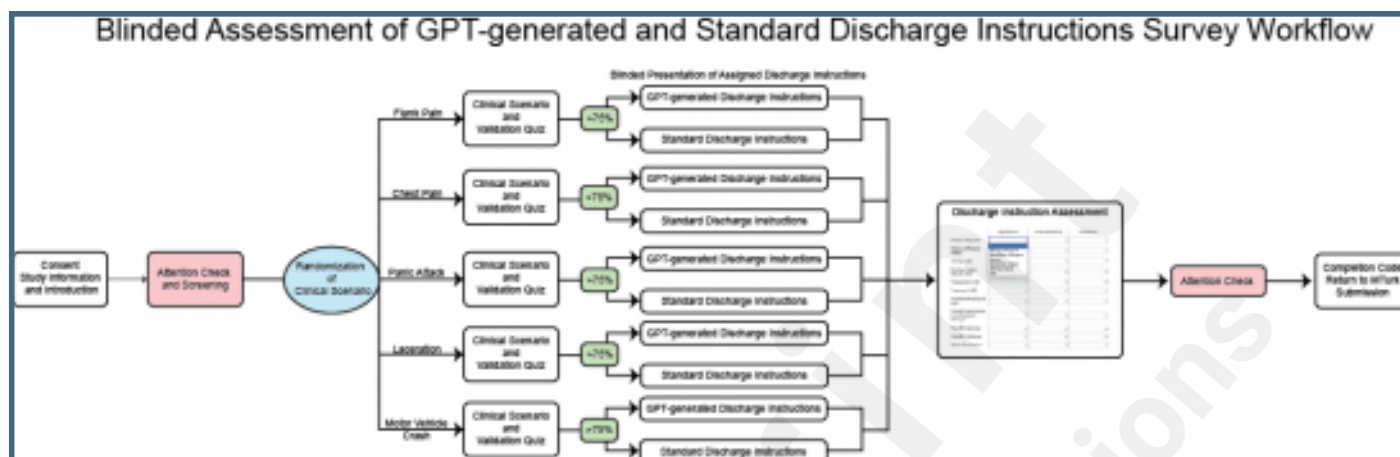 Blinded Assessment of GPT-generated and Standard Discharge Instructions Survey Workflow
Blinded Presentation of Assigned Discharge Instructions
Consent
Study Information
and Introduction
Attention Check
and Screening
Randomization
of
Clinical Scenario
Flank Pain
Clinical Scenario
and
Validation Quiz
GPT-generated Discharge Instructions
Standard Discharge Instructions
Chest Pain
Clinical Scenario
and
Validation Quiz
GPT-generated Discharge Instructions
Standard Discharge Instructions
Panic Attack
Clinical Scenario
and
Validation Quiz
GPT-generated Discharge Instructions
Standard Discharge Instructions
Laceration
Clinical Scenario
and
Validation Quiz
GPT-generated Discharge Instructions
Standard Discharge Instructions
Motor Vehicle
Crash
Clinical Scenario
and
Validation Quiz
GPT-generated Discharge Instructions
Standard Discharge Instructions
Discharge Instruction Assessment
Attention Check
Completion Code
Return to MTurk
Submission
int
ions